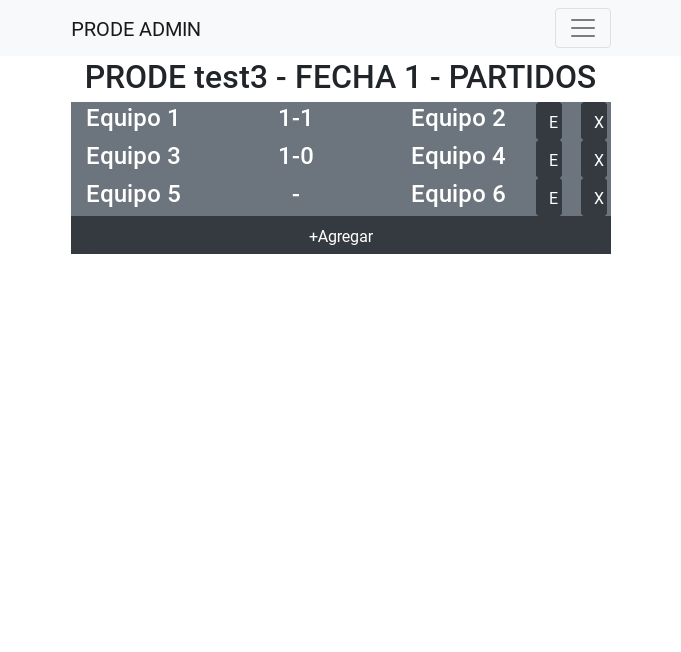 PRODE ADMIN
PRODE test3 - FECHA 1 - PARTIDOS
Equipo 1 1-1 Equipo 2 E X
Equipo 3 1-0 Equipo 4 E X
Equipo 5 - Equipo 6 E X
+Agregar